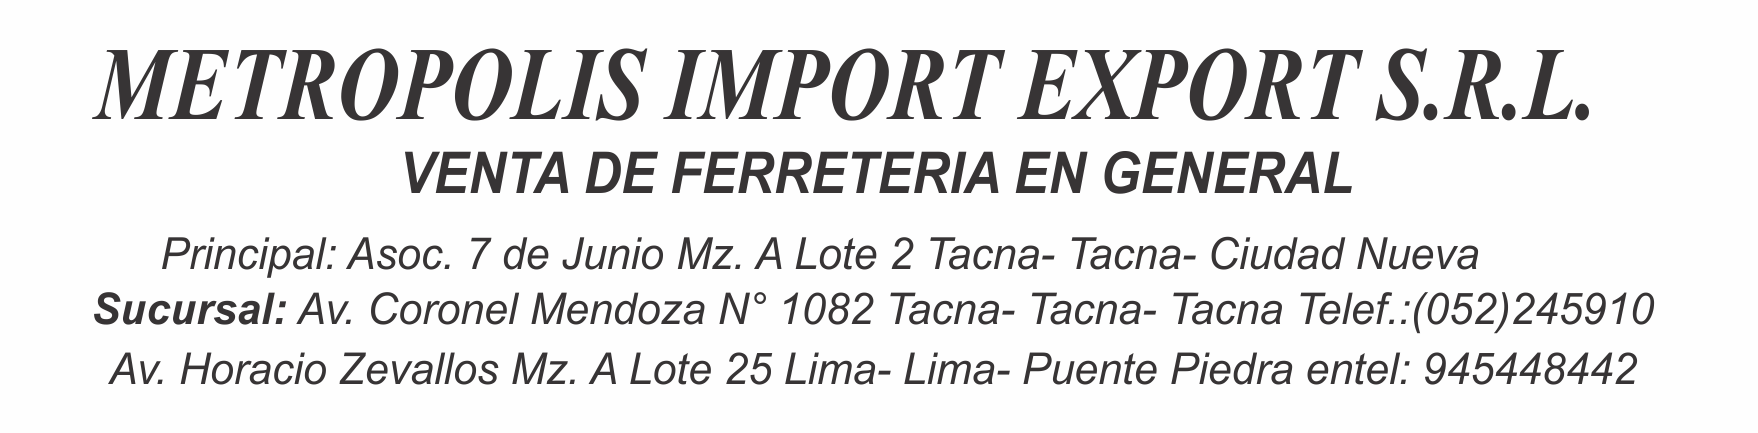 METROPOLIS IMPORT EXPORT S.R.L.
VENTA DE FERRETERIA EN GENERAL
Principal: Asoc. 7 de Junio Mz. A Lote 2 Tacna- Tacna- Ciudad Nueva
Sucursal: Av. Coronel Mendoza N° 1082 Tacna- Tacna- Tacna Telef.:(052)245910
Av. Horacio Zevallos Mz. A Lote 25 Lima- Lima- Puente Piedra entel: 945448442